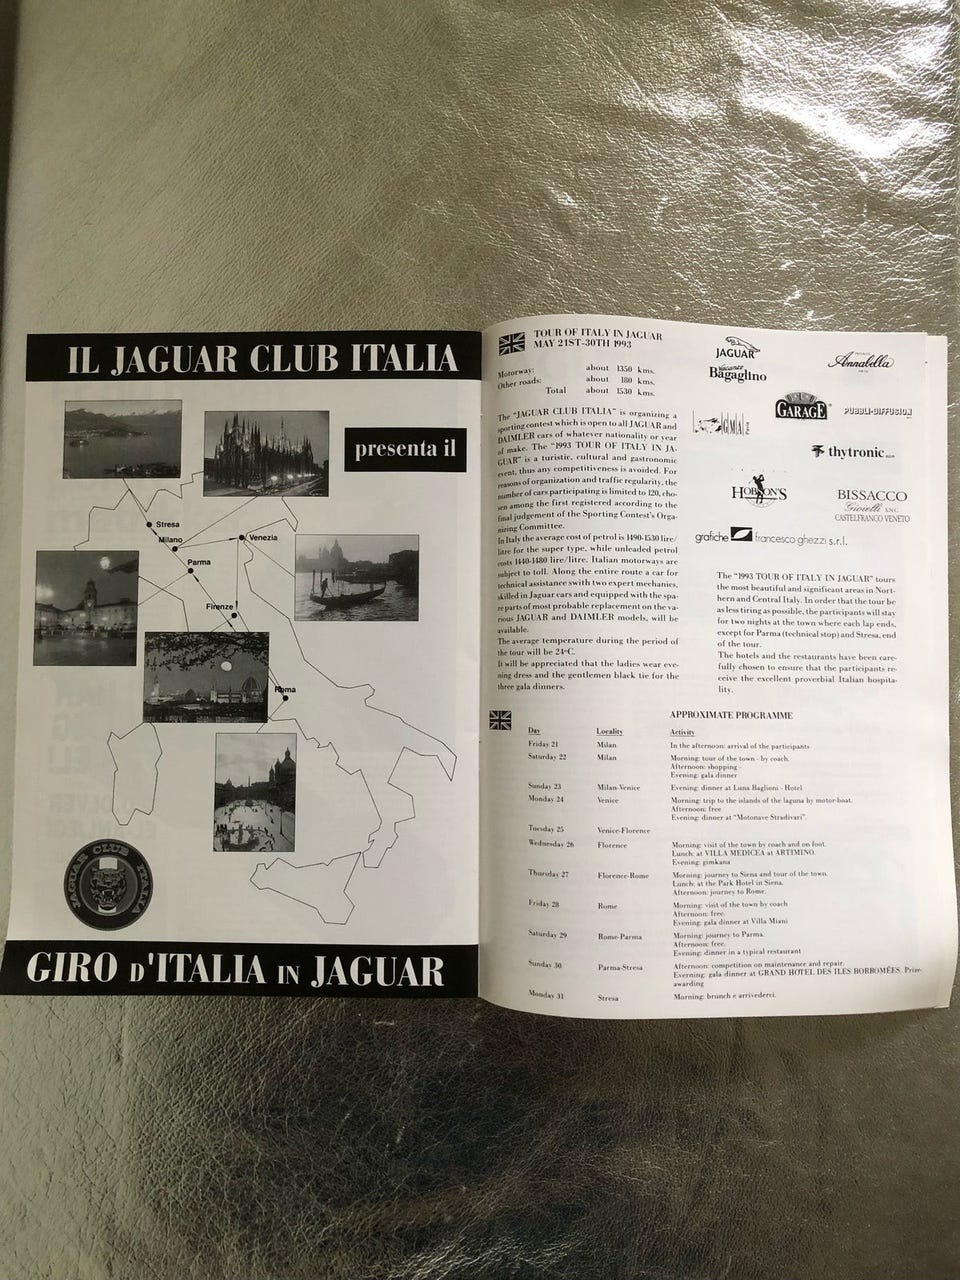 IL JAGUAR CLUB ITALIA
presenta il
Stresa
Milano
Venezia
Parma
Firenze
Roma
JAGUAR CLUB ITALIA
GIRO D'ITALIA IN JAGUAR
TOUR OF ITALY IN JAGUAR
MAY 21ST-30TH 1993
Motorway: about 1350 kms.
Other roads: about 180 kms.
Total about 1530 kms.
The "JAGUAR CLUB ITALIA" is organizing a
sporting contest which is open to all JAGUAR and
DAIMLER cars of whatever nationality or year
of make. The "1993 TOUR OF ITALY IN JA-
GUAR" is a turistic, cultural and gastronomic
event, thus any competitiveness is avoided. For
reasons of organization and traffic regularity, the
number of cars participating is limited to 120, cho-
sen among the first registered according to the
final judgement of the Sporting Contest's Orga-
nizing Committee.
In Italy the average cost of petrol is 1490-1530 lire/
litre for the super type, while unleaded petrol
costs 1440-1480 lire/litre. Italian motorways are
subject to toll. Along the entire route a car for
technical assistance swith two expert mechanics,
skilled in Jaguar cars and equipped with the spa-
re parts of most probable replacement on the va-
rious JAGUAR and DAIMLER models, will be
available.
The average temperature during the period of
the tour will be 24°C.
It will be appreciated that the ladies wear eve-
ning dress and the gentlemen black tie for the
three gala dinners.
JAGUAR
Vacanze
Bagaglino
Annabella
GARAGE
PUBBLI-DIFFUSION
GMA
thytronic
HOBSON'S
BISSACCO
Gioielli SNC
CASTELFRANCO VENETO
grafiche francesco ghezzi s.r.l.
The "1993 TOUR OF ITALY IN JAGUAR" tours
the most beautiful and significant areas in Nort-
hern and Central Italy. In order that the tour be
as less tiring as possible, the participants will stay
for two nights at the town where each lap ends,
except for Parma (technical stop) and Stresa, end
of the tour.
The hotels and the restaurants have been care-
fully chosen to ensure that the participants re-
ceive the excellent proverbial Italian hospita-
lity.
APPROXIMATE PROGRAMME
Day Locality Activity
Friday 21 Milan In the afternoon: arrival of the participants
Saturday 22 Milan Morning: tour of the town - by coach.
Afternoon: shopping -
Evening: gala dinner
Sunday 23 Milan-Venice Evening: dinner at Luna Baglioni - Hotel
Monday 24 Venice Morning: trip to the islands of the laguna by motor-boat.
Afternoon: free
Evening: dinner at "Motonave Stradivari".
Tuesday 25 Venice-Florence
Wednesday 26 Florence Morning: visit of the town by coach and on foot.
Lunch: at VILLA MEDICEA at ARTIMINO.
Evening: gimkana
Thursday 27 Florence-Rome Morning: journey to Siena and tour of the town.
Lunch: at the Park Hotel in Siena.
Afternoon: journey to Rome.
Friday 28 Rome Morning: visit of the town by coach
Afternoon: free.
Evening: gala dinner at Villa Miani
Saturday 29 Rome-Parma Morning: journey to Parma.
Afternoon: free.
Evening: dinner in a typical restaurant
Sunday 30 Parma-Stresa Afternoon: competition on maintenance and repair.
Evening: gala dinner at GRAND HOTEL DES ILES BORROMÉES. Prize-
awarding
Monday 31 Stresa Morning: brunch e arrivederci.